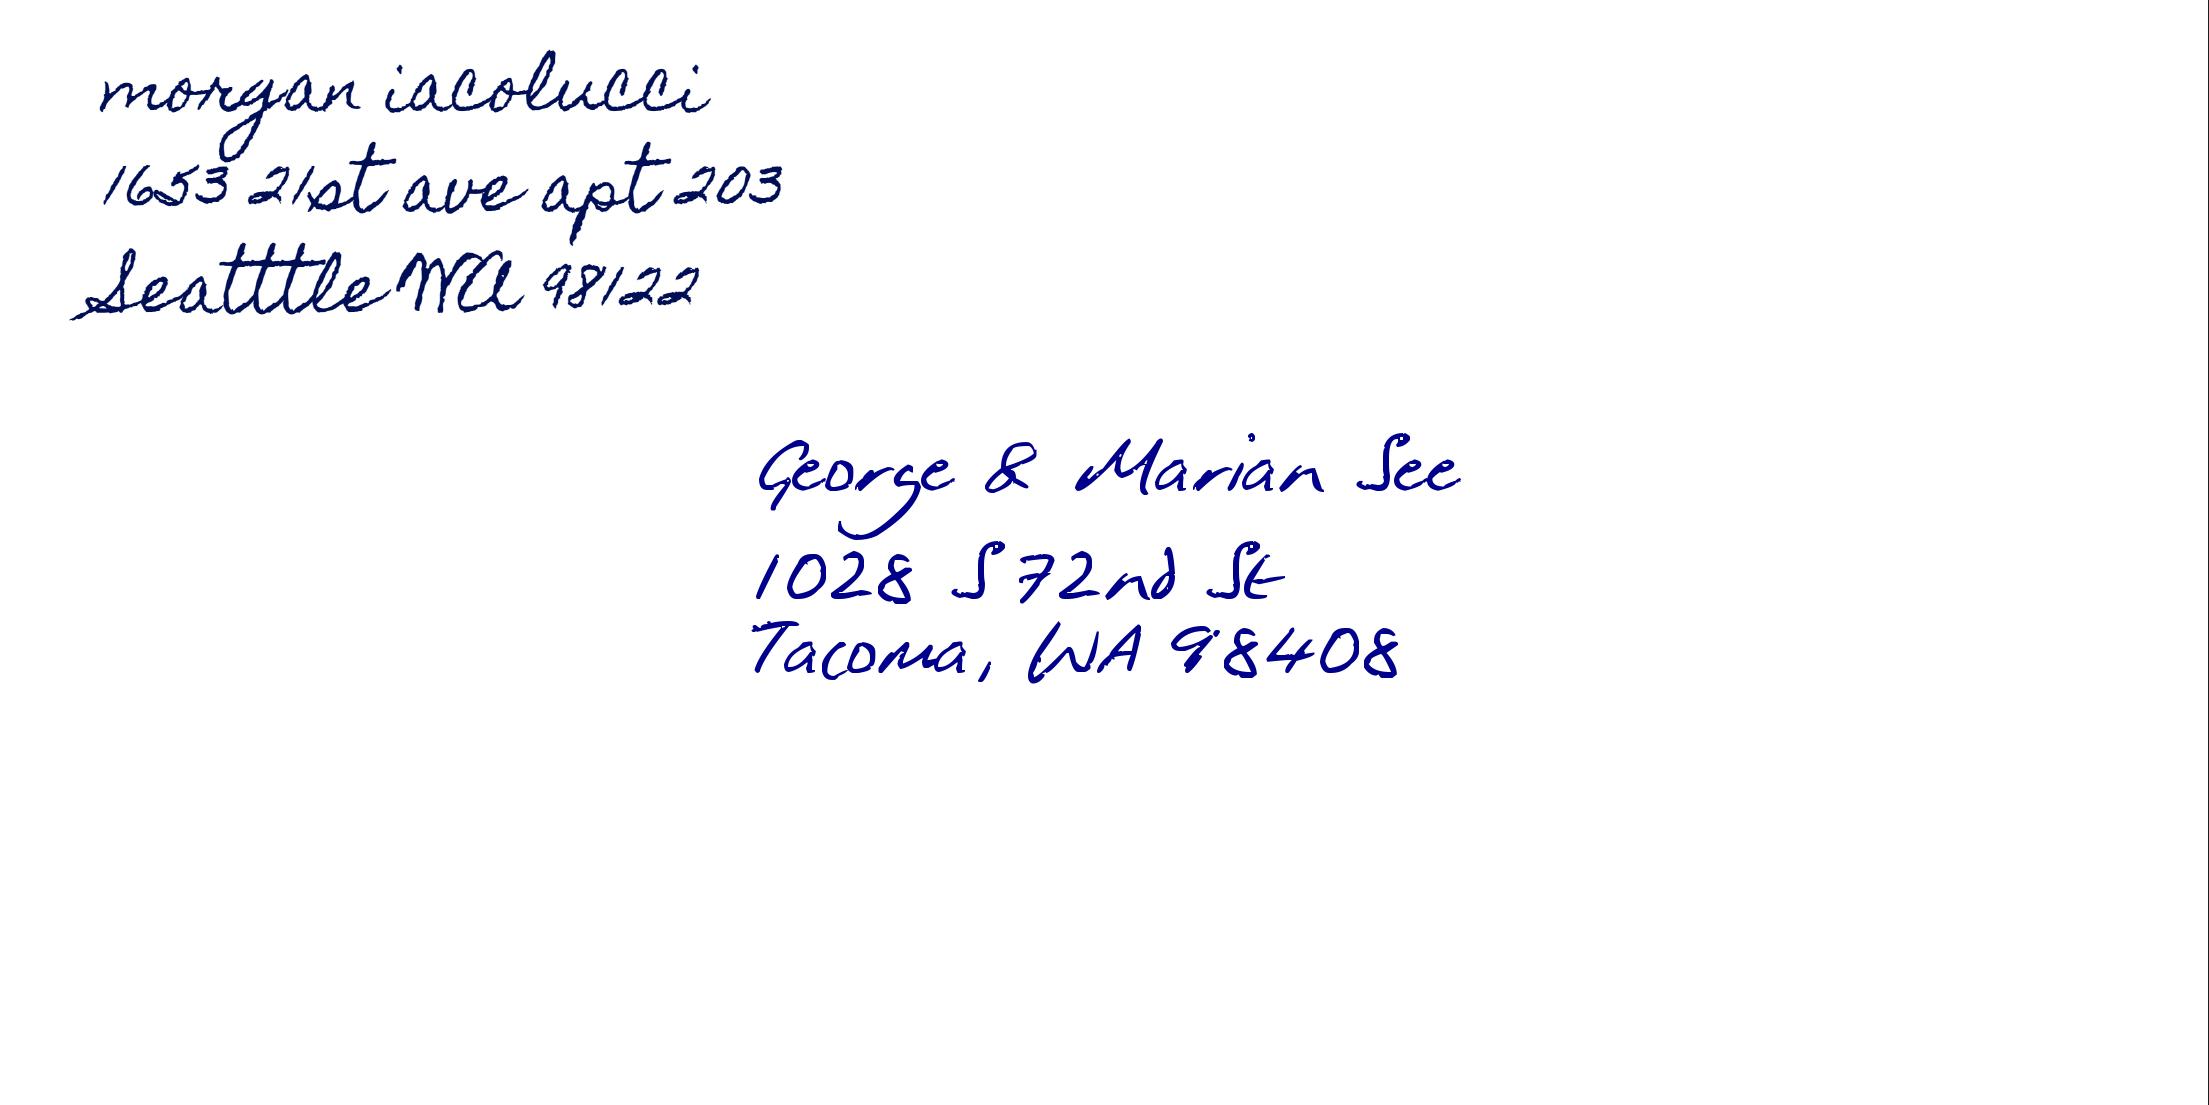 morgan iacolucci
1653 21st ave apt 203
Seatttle WA 98122
George & Marian See
1028 S 72nd St
Tacoma, WA 98408